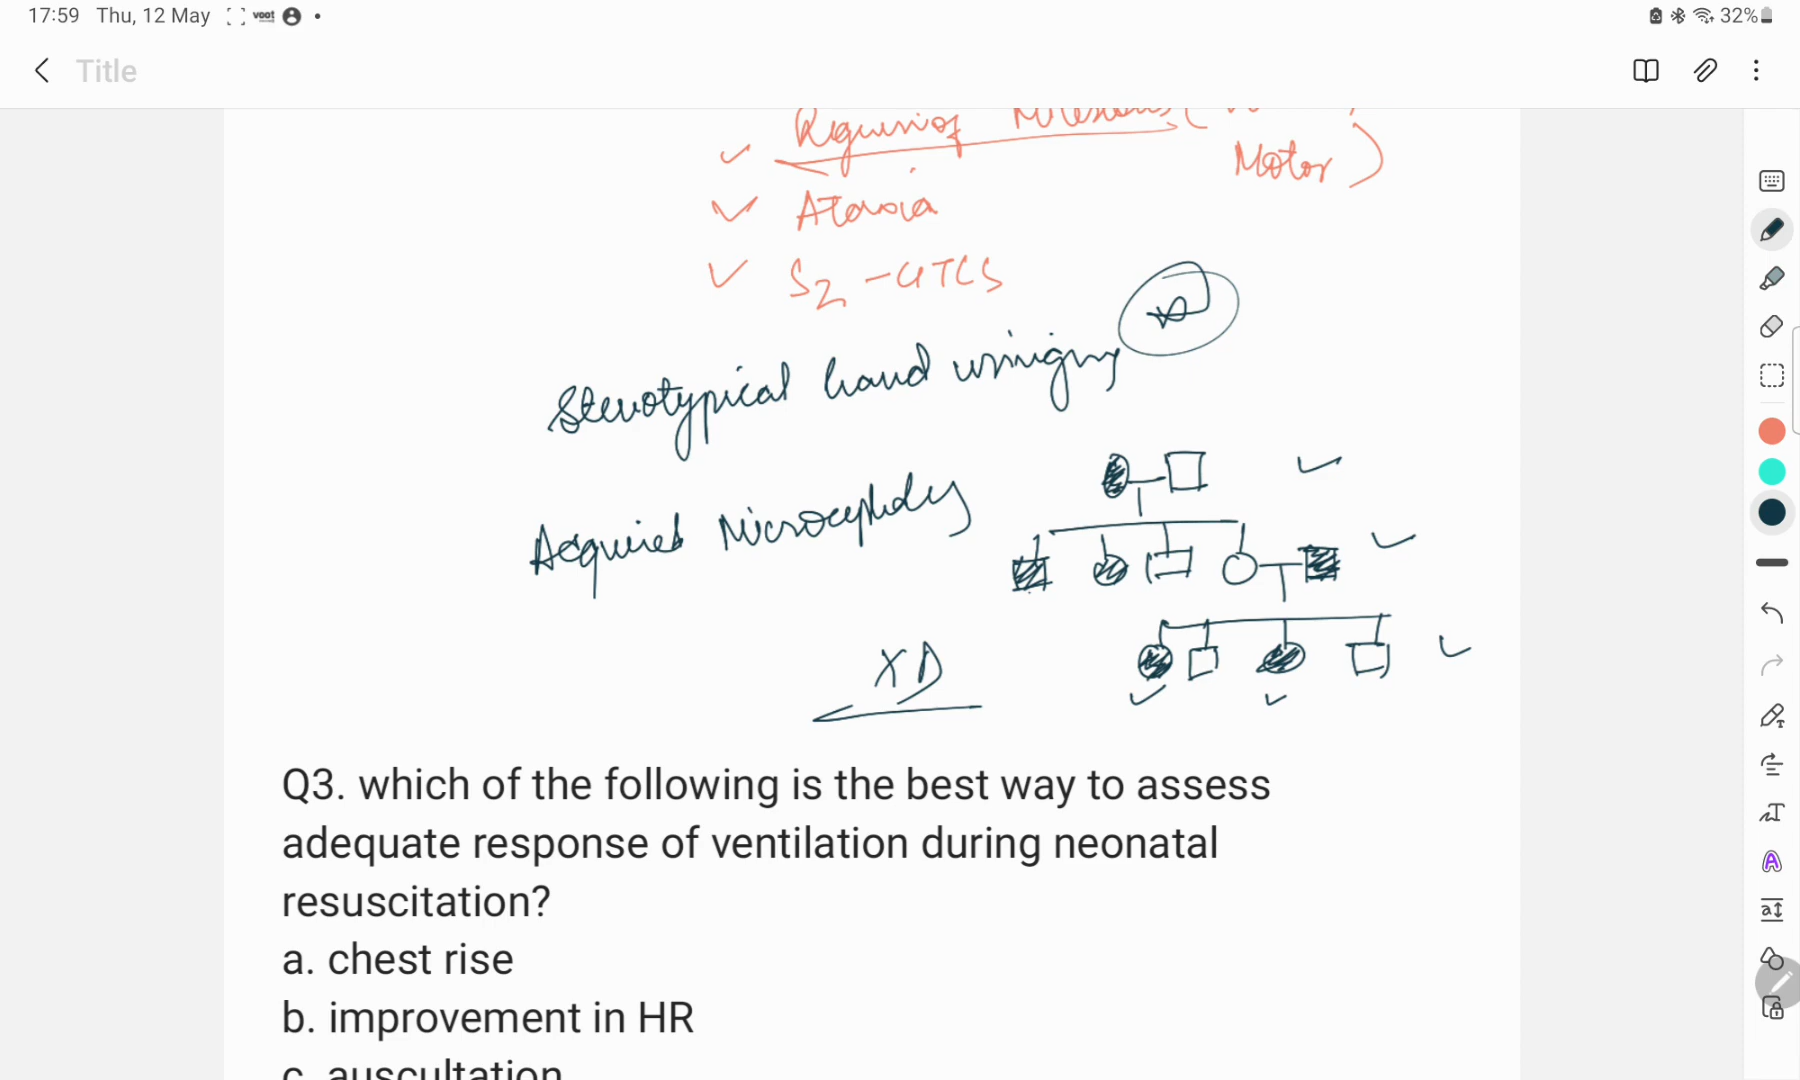 17:59 Thu, 12 May voot 32%
Title
Motor )
Ataxia
Sz - GTCS
Stereotypical hand wringing
Acquired Microcephaly
XD
Q3. which of the following is the best way to assess
adequate response of ventilation during neonatal
resuscitation?
a. chest rise
b. improvement in HR
c. auscultation